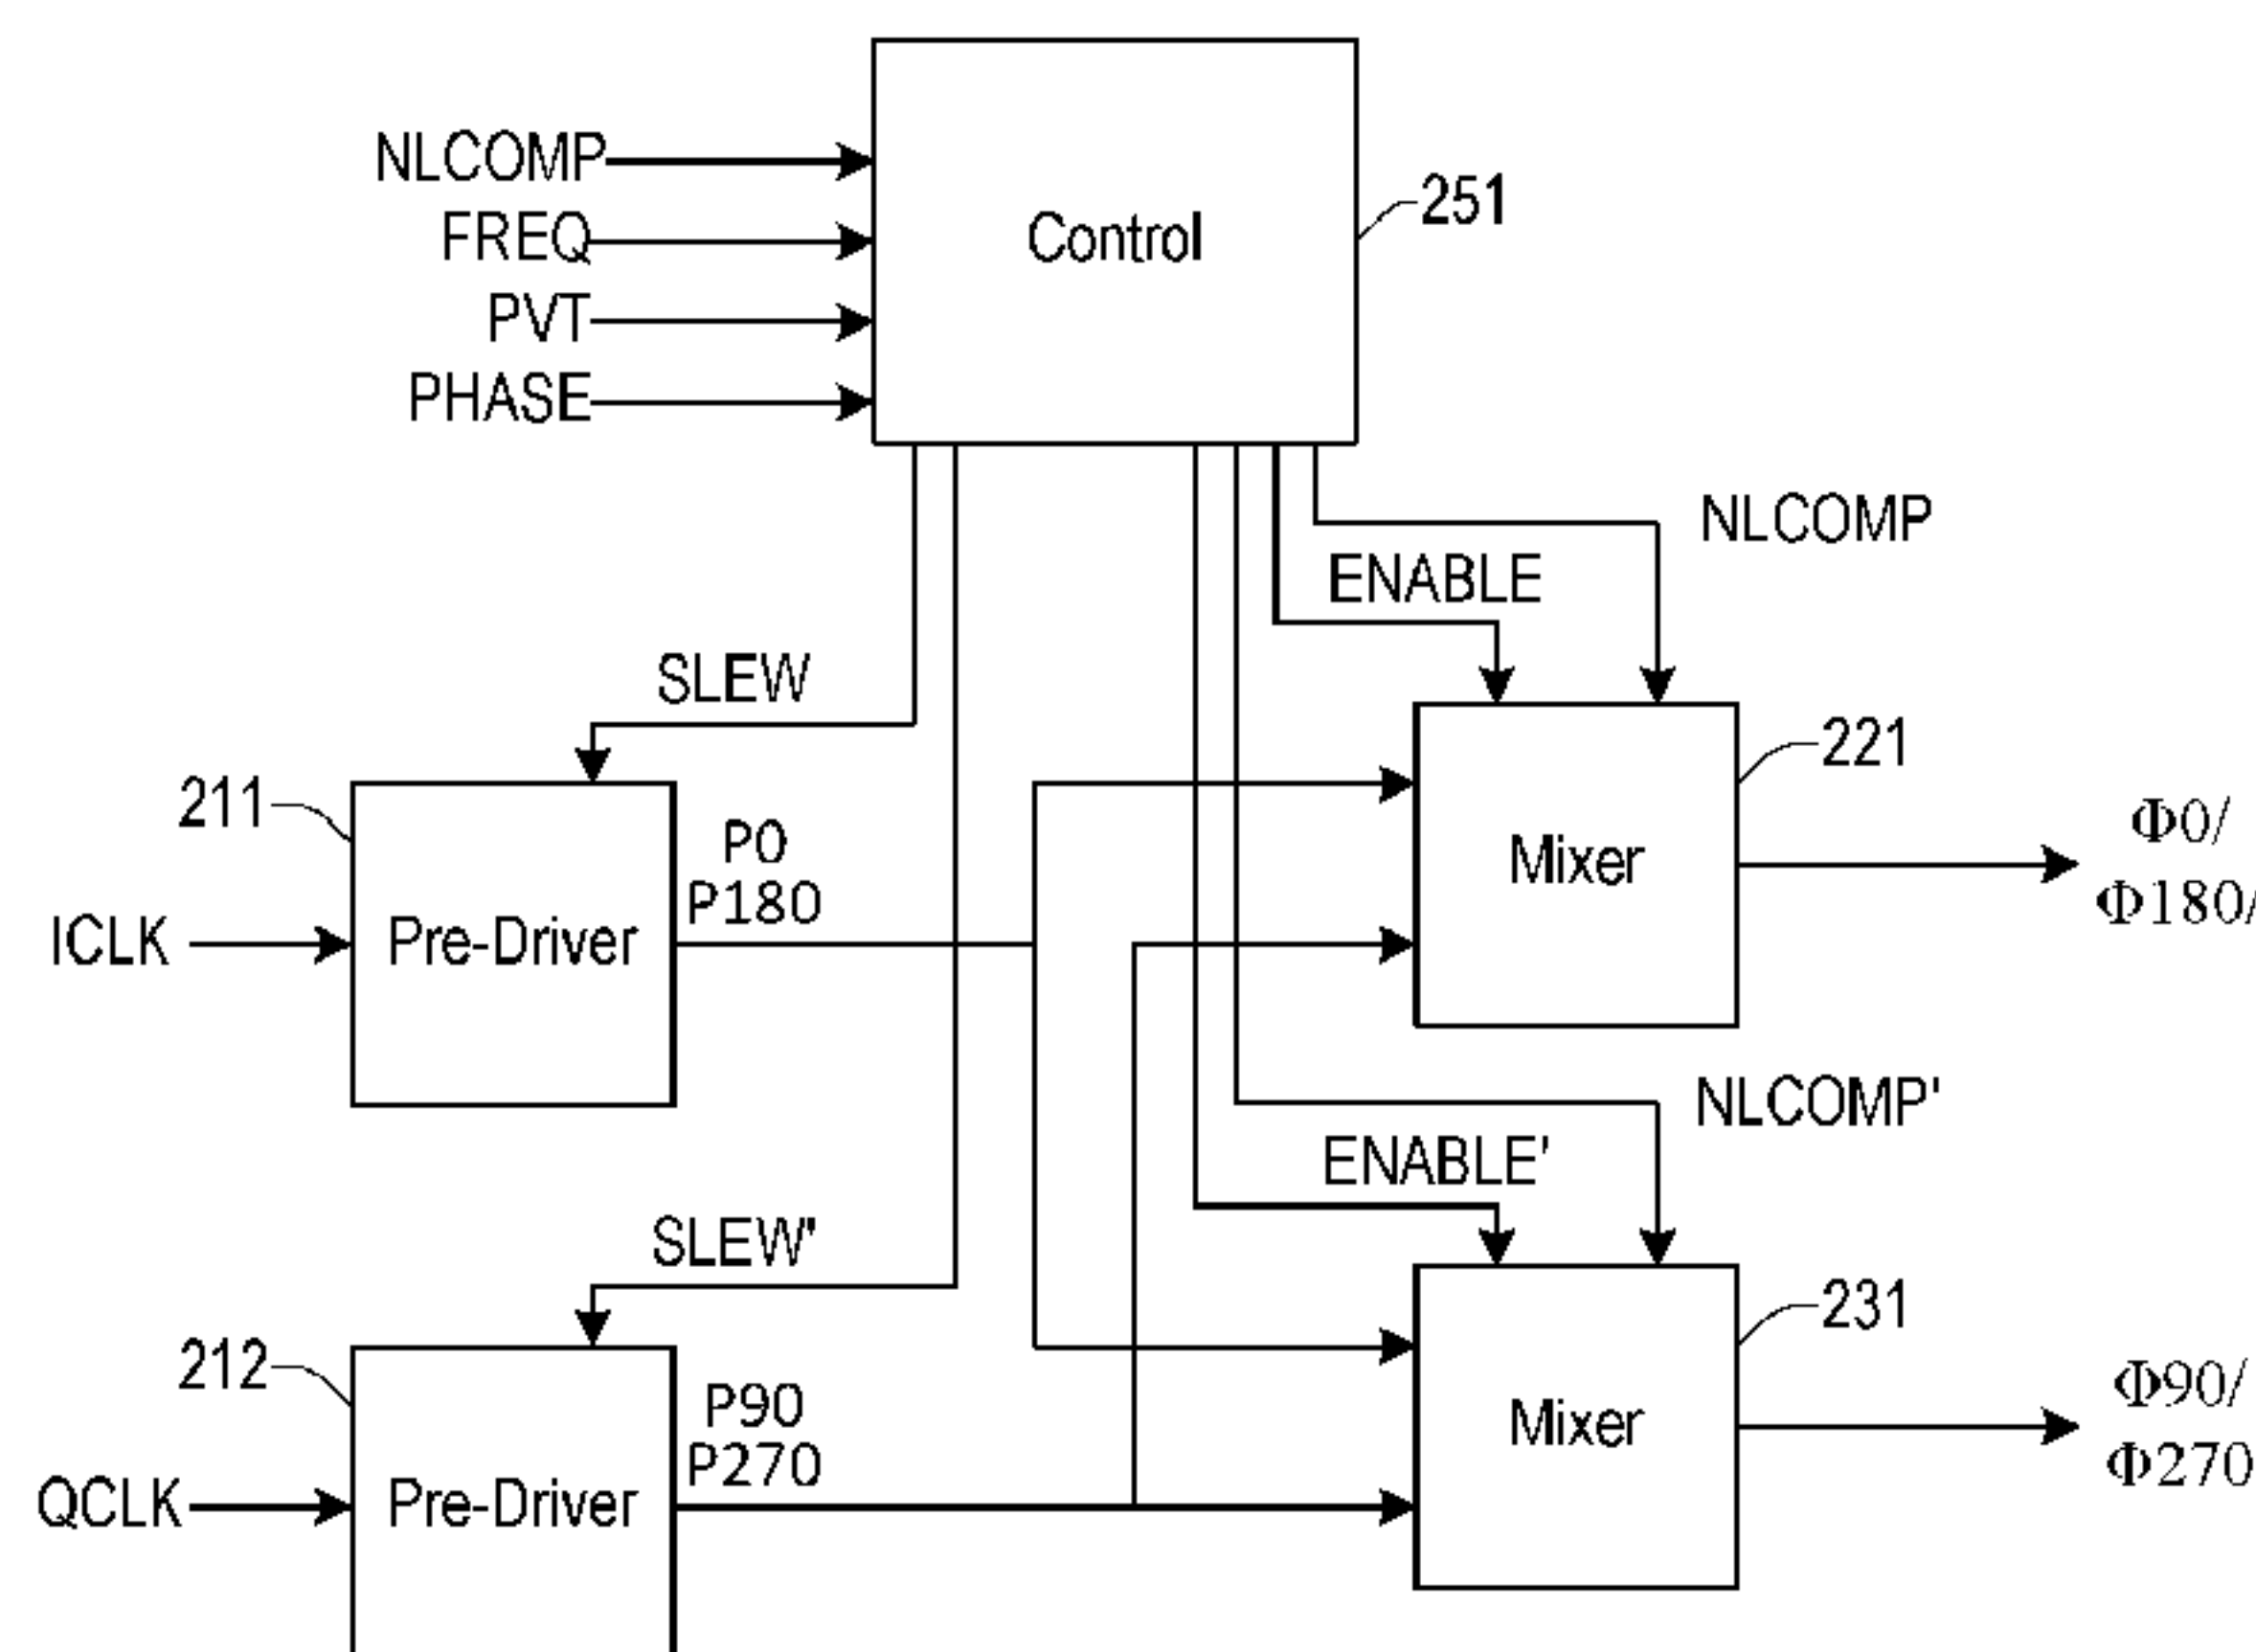 NLCOMP
FREQ
PVT
PHASE
Control
251
NLCOMP
ENABLE
SLEW
221
211
P0
P180
Mixer
Φ0/
Φ180/
ICLK
Pre-Driver
NLCOMP'
ENABLE'
SLEW'
231
212
P90
P270
Mixer
Φ90/
Φ270
QCLK
Pre-Driver